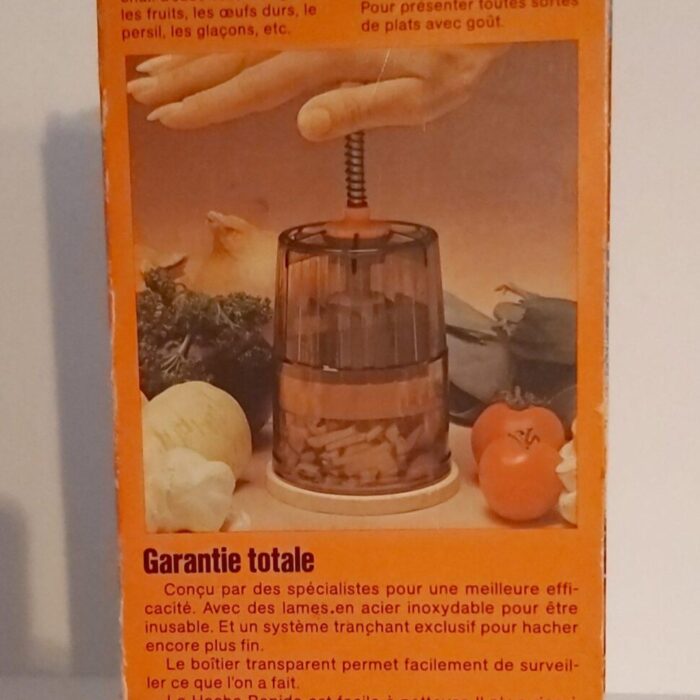 les fruits, les œufs durs, le
persil, les glaçons, etc.
Pour présenter toutes sortes
de plats avec goût.
Garantie totale
Conçu par des spécialistes pour une meilleure effi-
cacité. Avec des lames.en acier inoxydable pour être
inusable. Et un système tranchant exclusif pour hacher
encore plus fin.
Le boîtier transparent permet facilement de surveil-
ler ce que l'on a fait.